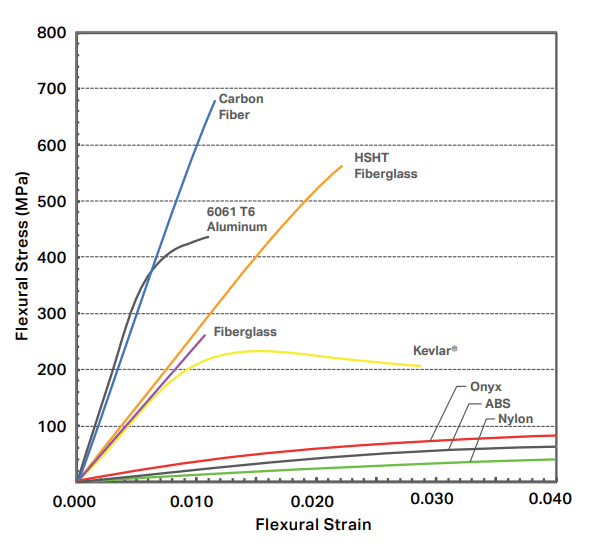 800
700
600
500
400
300
200
100
Flexural Stress (MPa)
Carbon
Fiber
HSHT
Fiberglass
6061 T6
Aluminum
Fiberglass
Kevlar®
Onyx
ABS
Nylon
0.000 0.010 0.020 0.030 0.040
Flexural Strain